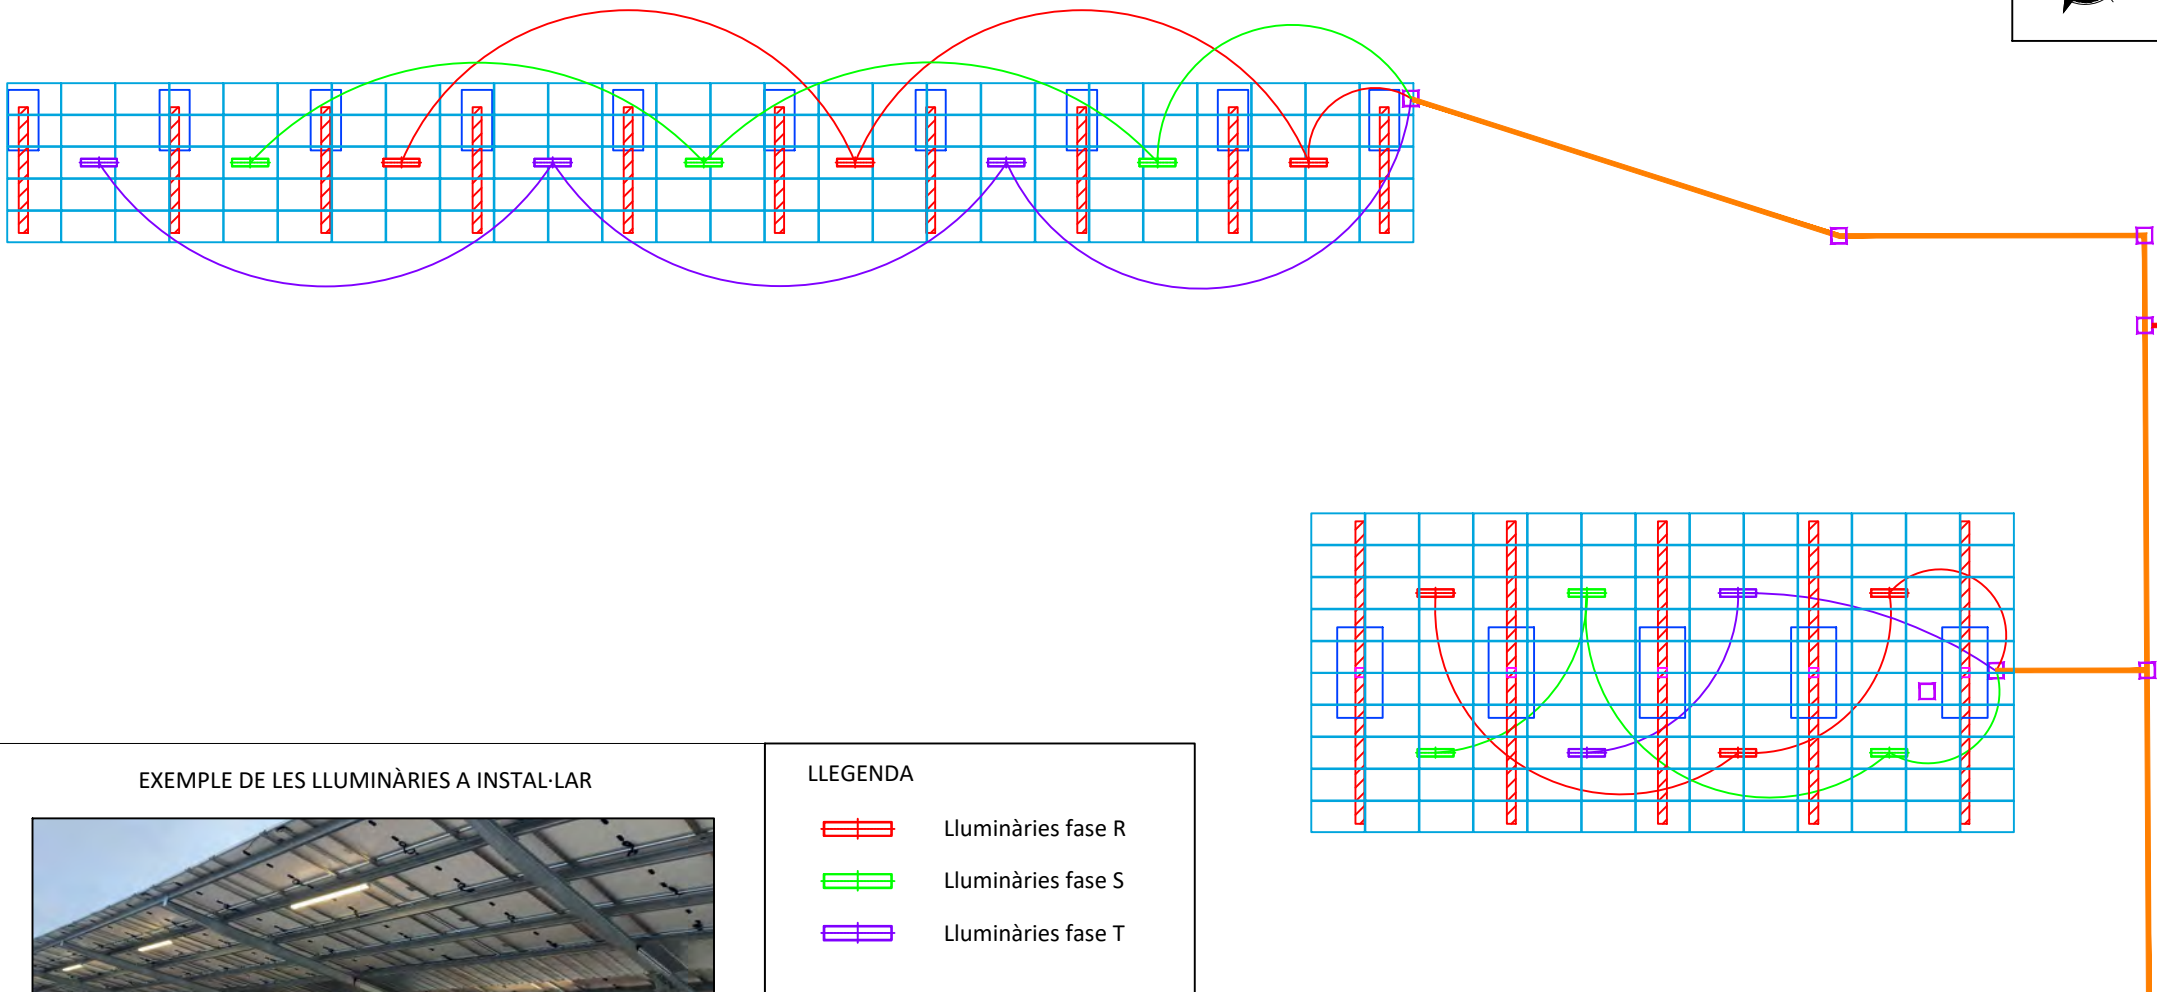 EXEMPLE DE LES LLUMINÀRIES A INSTAL·LAR
LLEGENDA
Lluminàries fase R
Lluminàries fase S
Lluminàries fase T